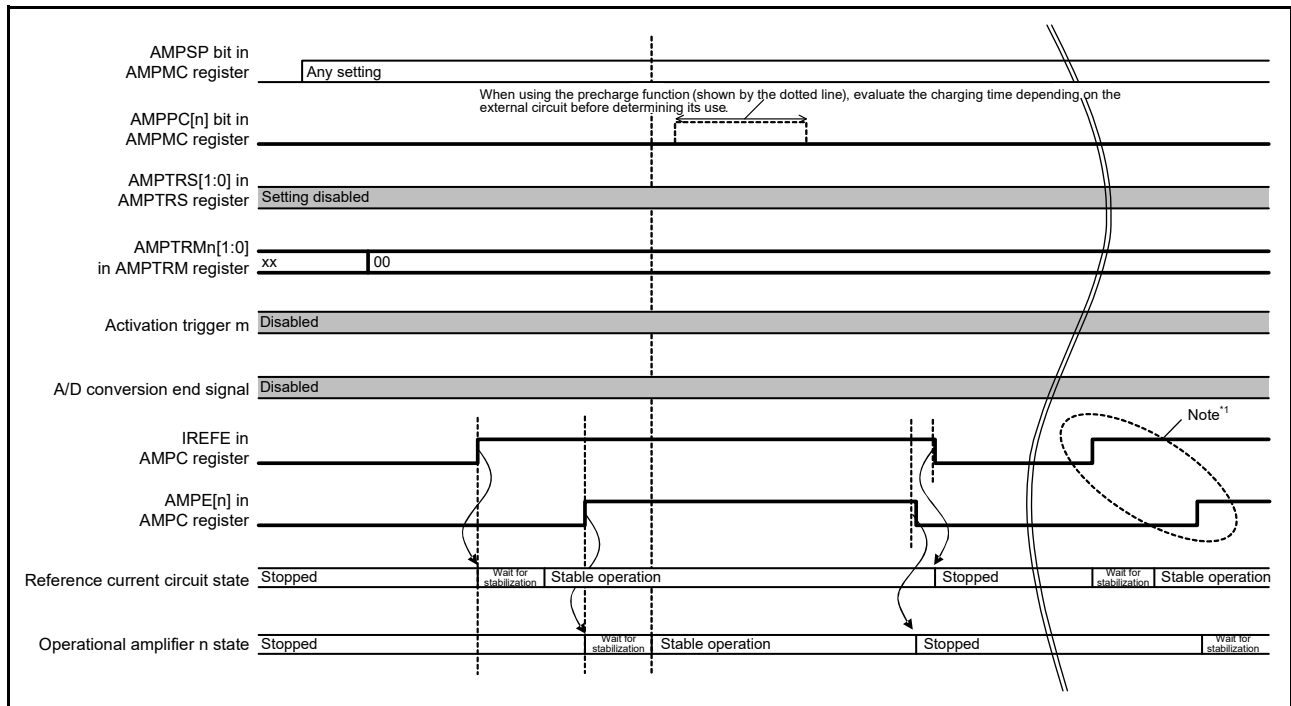 AMPSP bit in
AMPMC register
Any setting
When using the precharge function (shown by the dotted line), evaluate the charging time depending on the
external circuit before determining its use.
AMPPC[n] bit in
AMPMC register
AMPTRS[1:0] in
AMPTRS register
Setting disabled
AMPTRMn[1:0]
in AMPTRM register
xx
00
Activation trigger m
Disabled
A/D conversion end signal
Disabled
Note*1
IREFE in
AMPC register
AMPE[n] in
AMPC register
Reference current circuit state
Stopped
Wait for
stabilization
Stable operation
Stopped
Wait for
stabilization
Stable operation
Operational amplifier n state
Stopped
Wait for
stabilization
Stable operation
Stopped
Wait for
stabilization